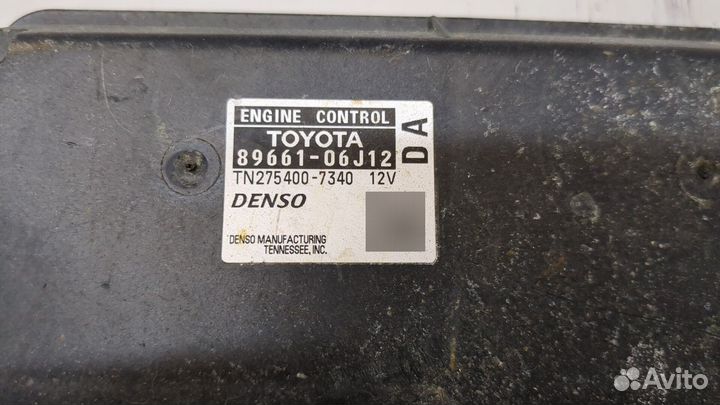 ENGINE CONTROL
TOYOTA
89661-06J12
DA
TN275400-7340 12V
DENSO
DENSO MANUFACTURING
TENNESSEE, INC.
Avito